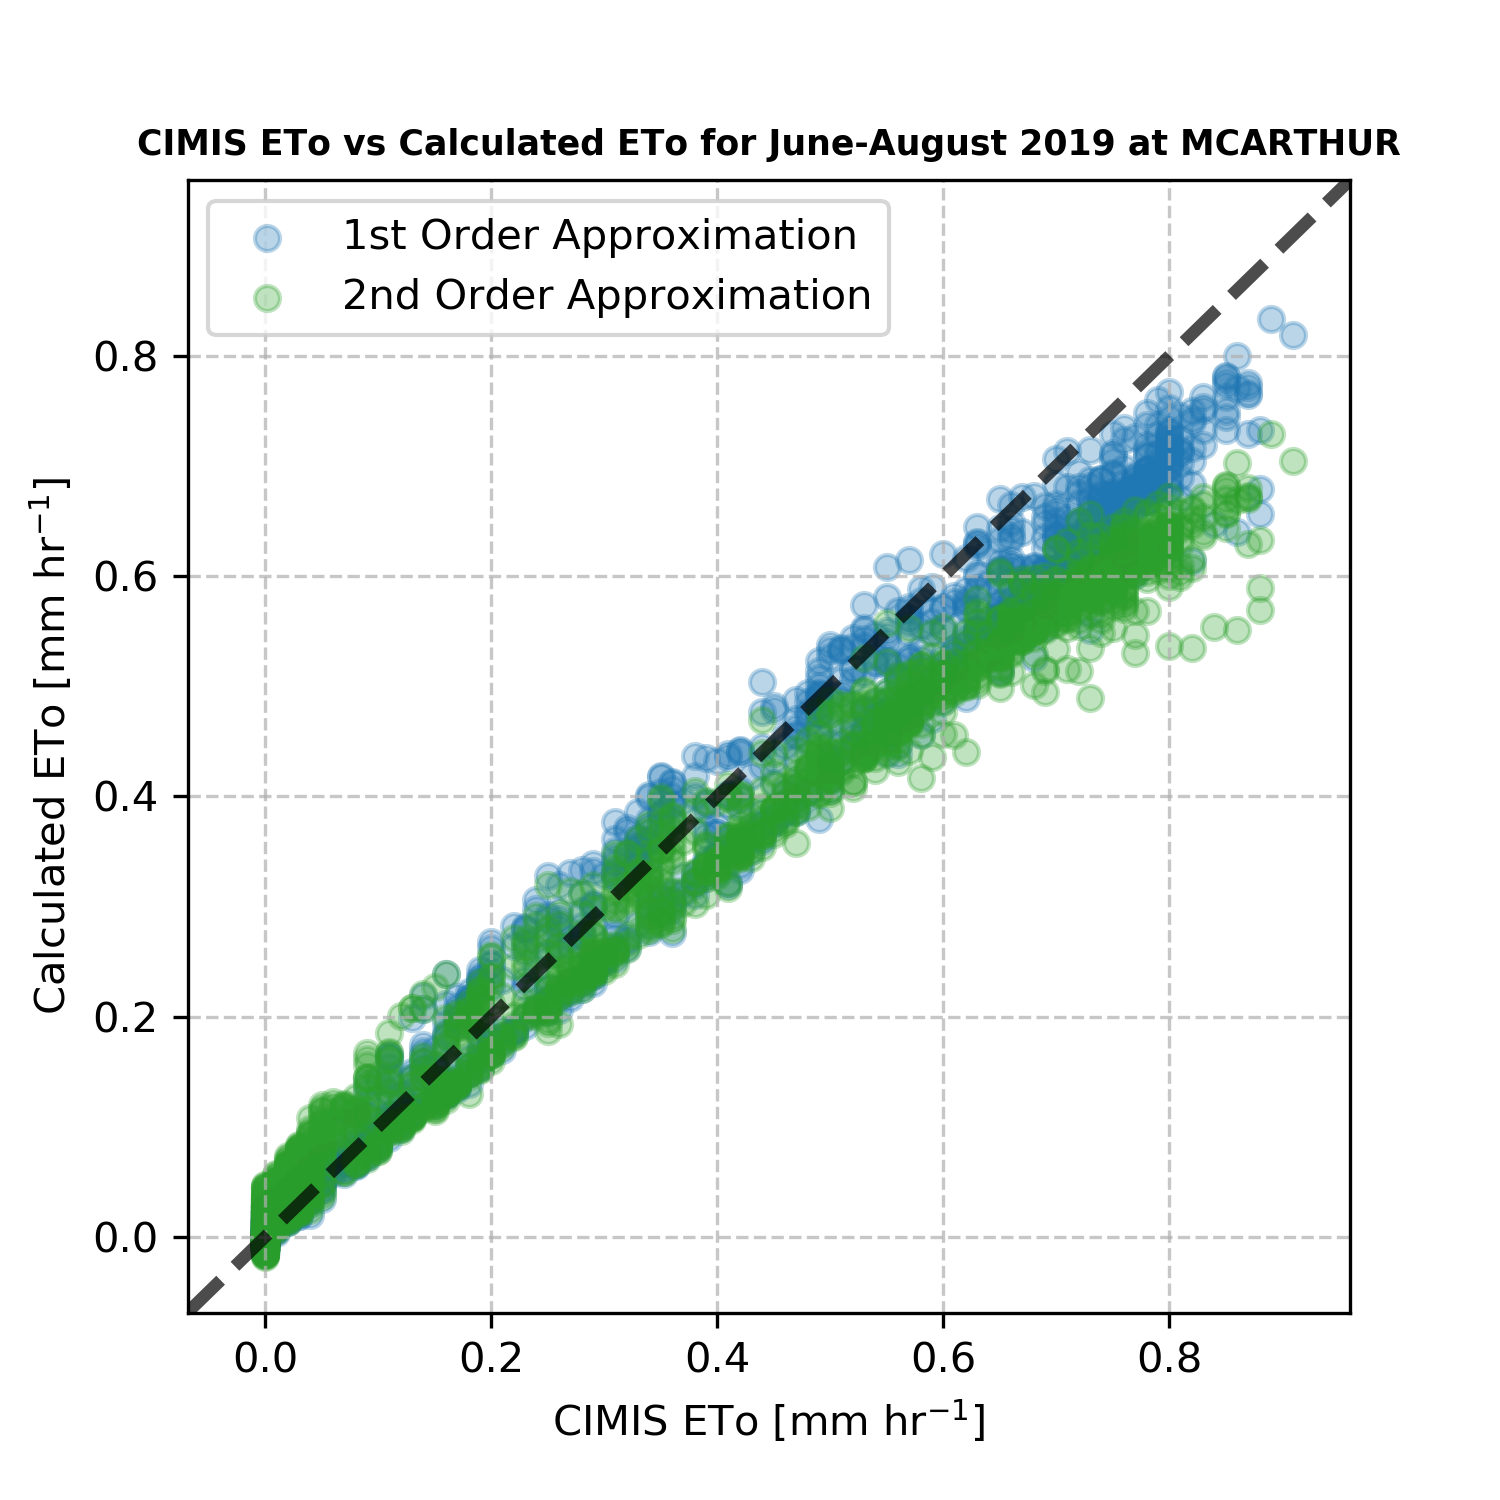 CIMIS ETo vs Calculated ETo for June-August 2019 at MCARTHUR
1st Order Approximation
2nd Order Approximation
0.8
0.6
0.4
0.2
0.0
Calculated ETo [mm hr⁻¹]
0.0 0.2 0.4 0.6 0.8
CIMIS ETo [mm hr⁻¹]